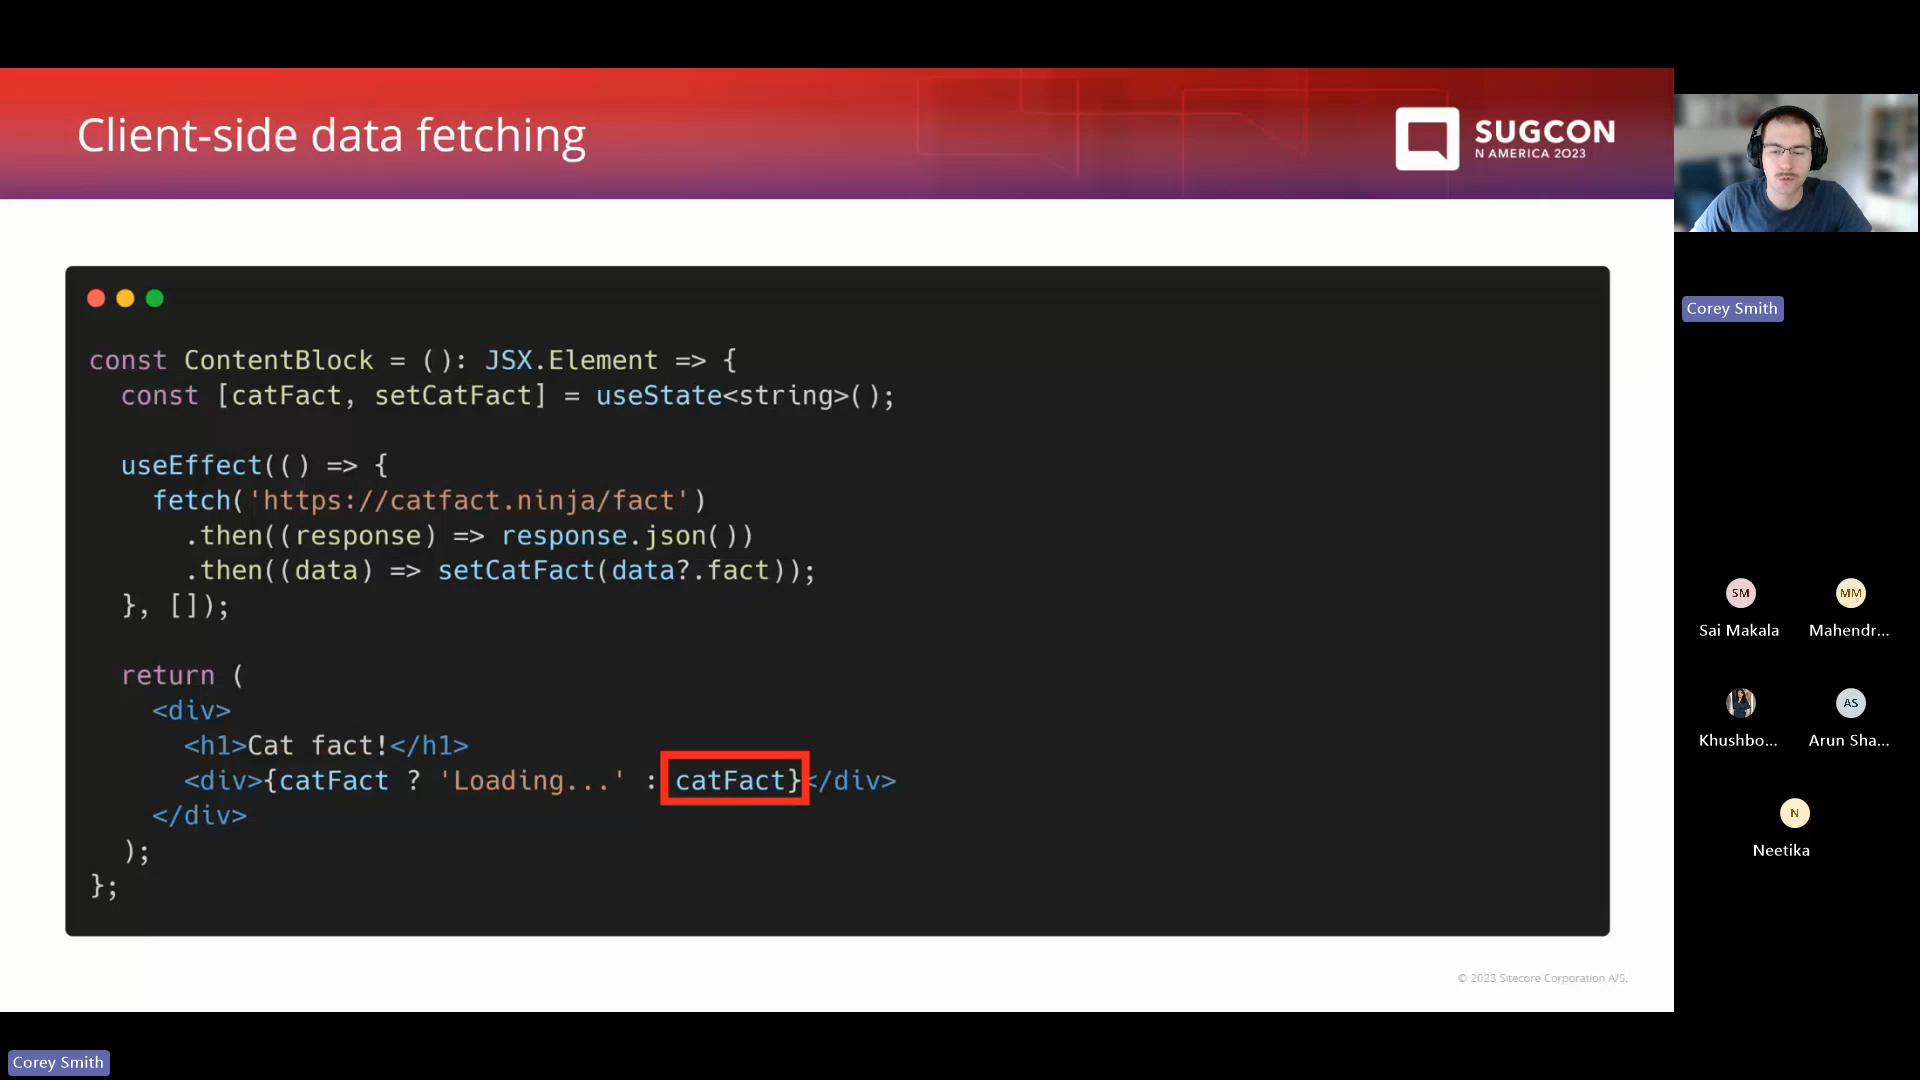 Client-side data fetching
SUGCON
N AMERICA 2023
const ContentBlock = (): JSX.Element => {
  const [catFact, setCatFact] = useState<string>();
  useEffect(() => {
    fetch('https://catfact.ninja/fact')
      .then((response) => response.json())
      .then((data) => setCatFact(data?.fact));
  }, []);
  return (
    <div>
      <h1>Cat fact!</h1>
      <div>{catFact ? 'Loading...' : catFact}</div>
    </div>
  );
};
© 2023 Sitecore Corporation A/S.
Corey Smith
Corey Smith
SM
MM
Sai Makala
Mahendr...
AS
Khushbo...
Arun Sha...
N
Neetika